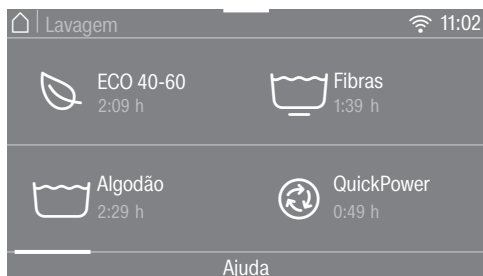 Lavagem 11:02
ECO 40-60 Fibras
2:09 h 1:39 h
Algodão QuickPower
2:29 h 0:49 h
Ajuda